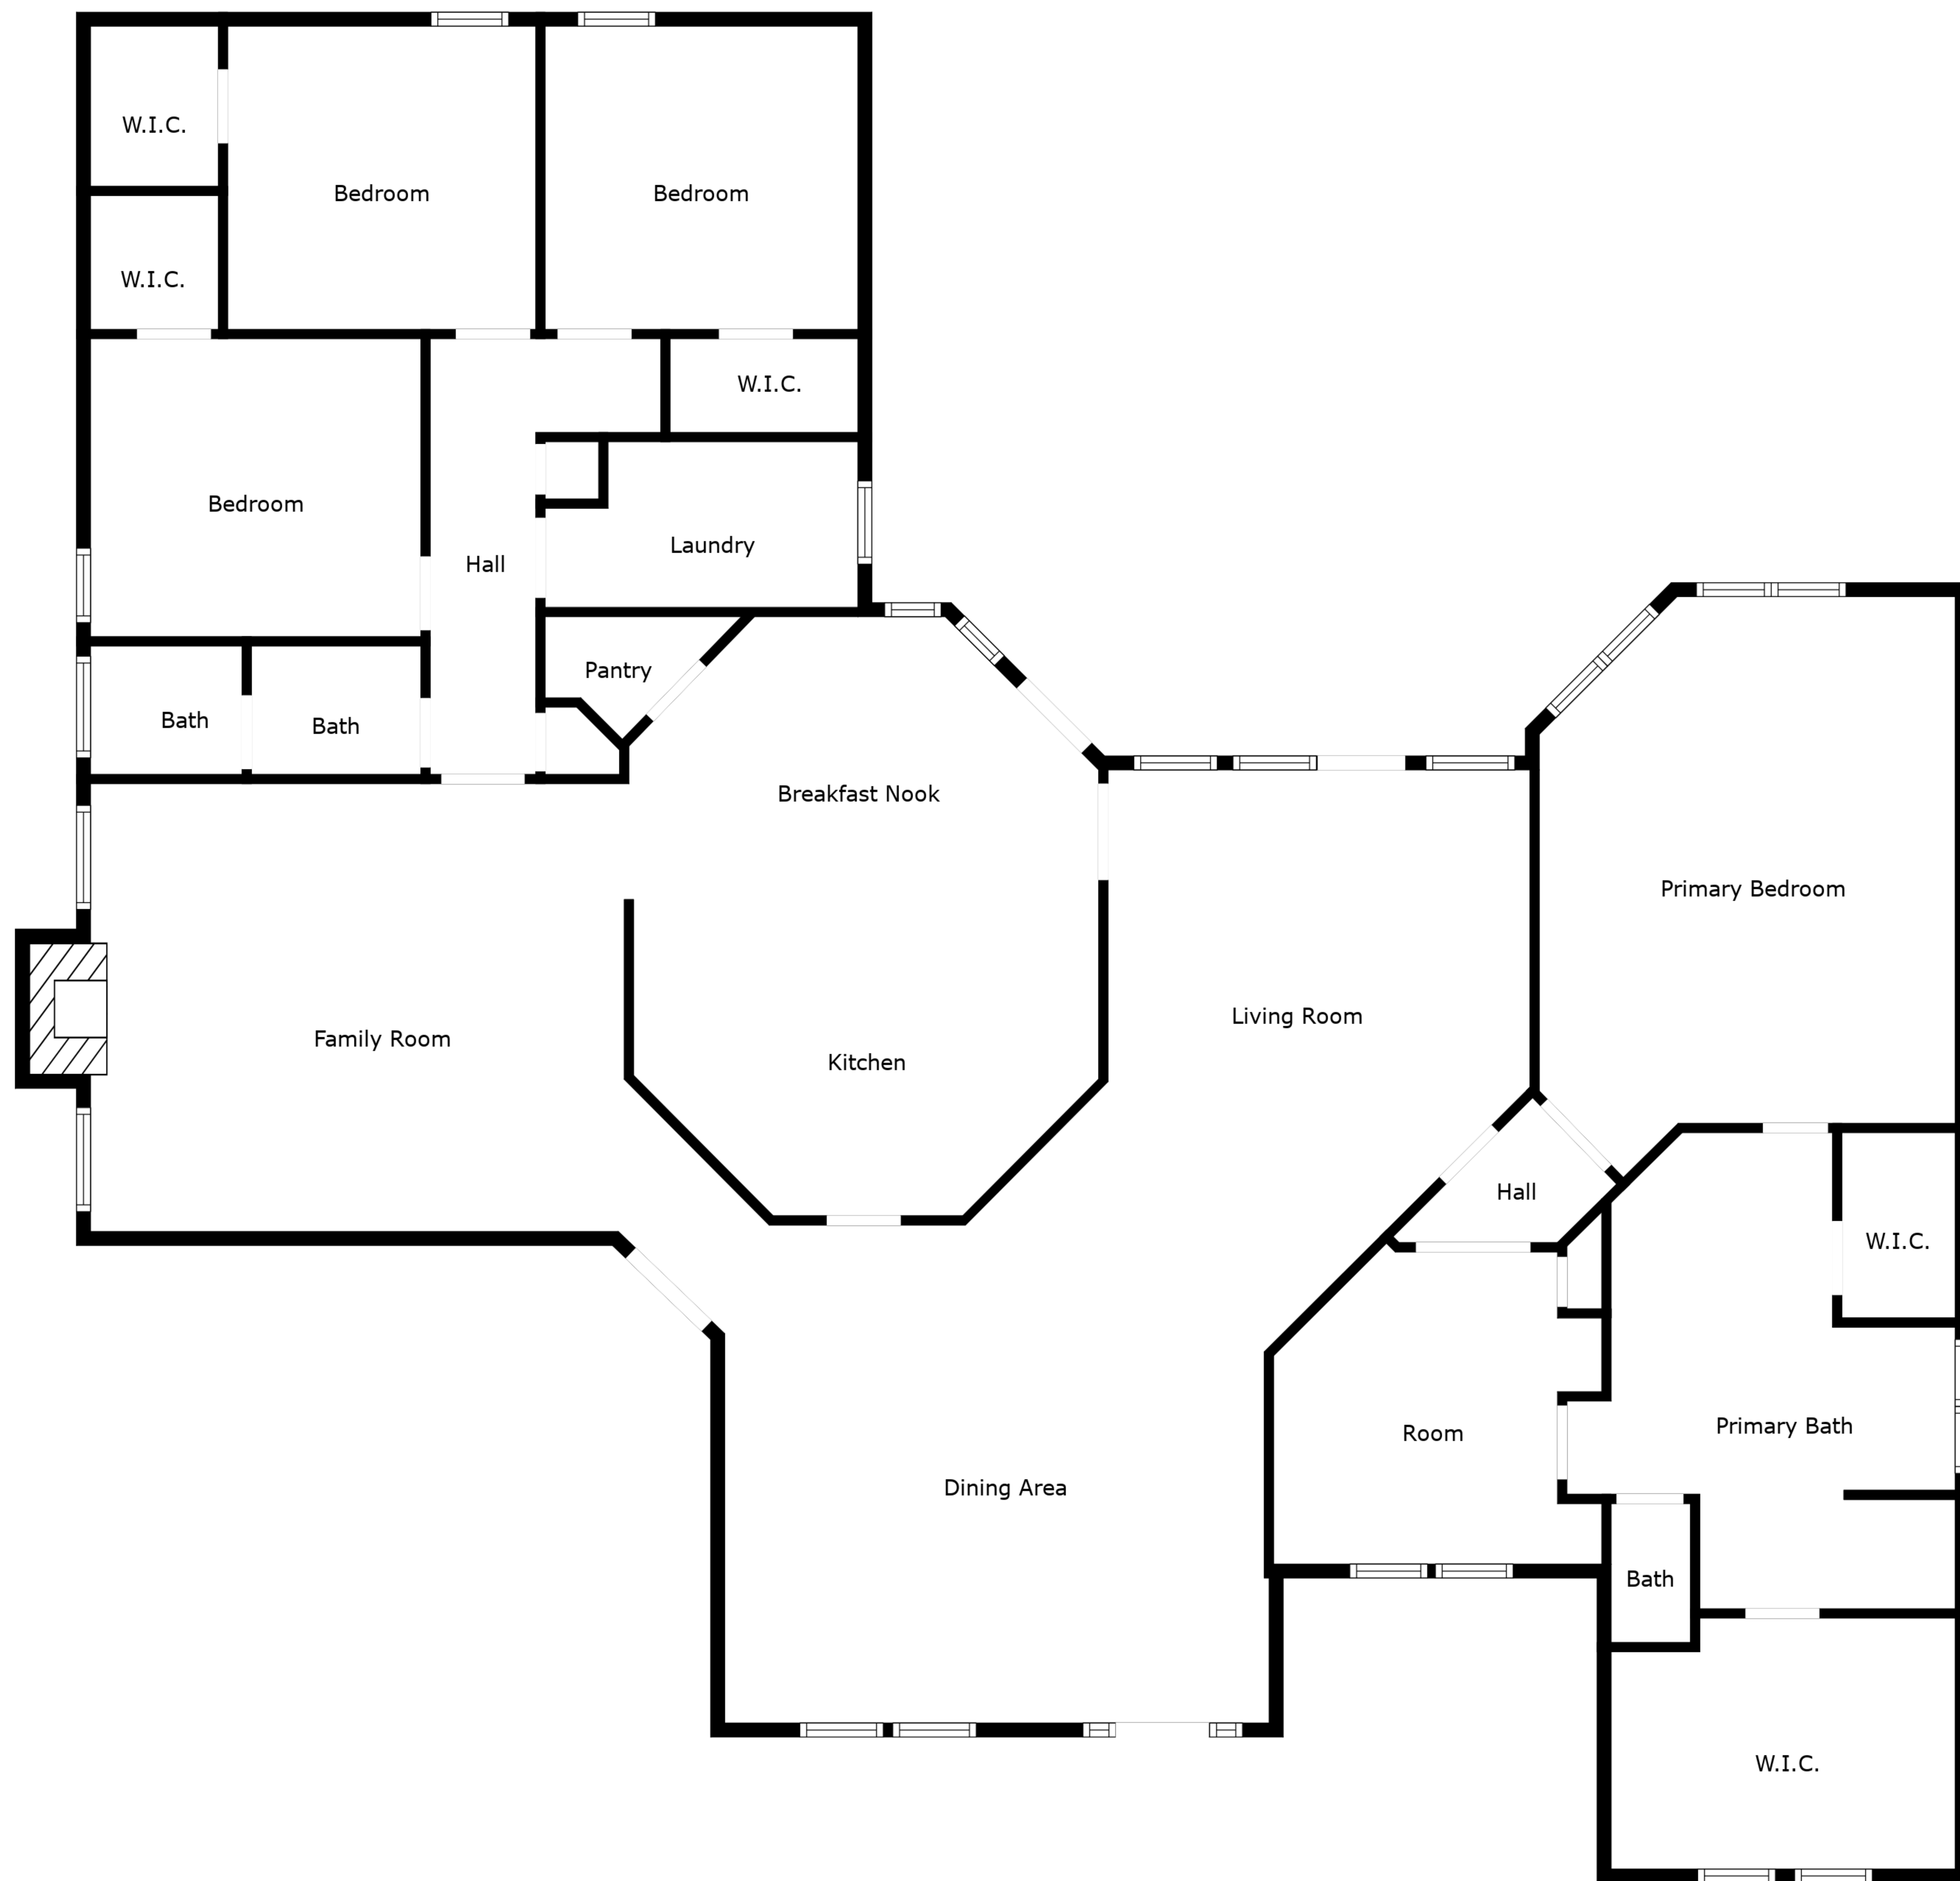 W.I.C.
Bedroom
Bedroom
W.I.C.
W.I.C.
Bedroom
Laundry
Hall
Pantry
Bath
Bath
Breakfast Nook
Primary Bedroom
Living Room
Family Room
Kitchen
Hall
W.I.C.
Primary Bath
Room
Dining Area
Bath
W.I.C.